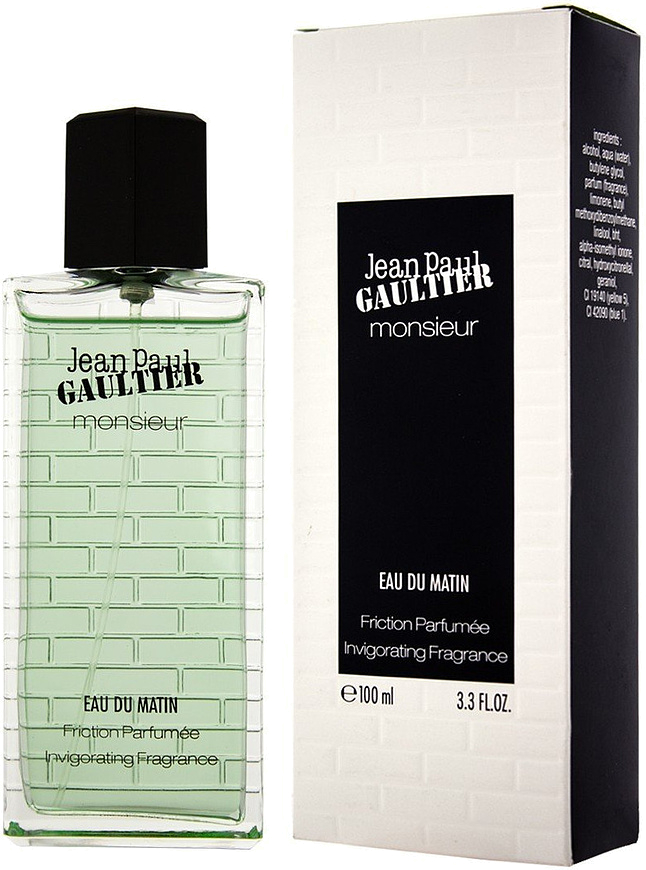 Jean Paul
GAULTIER
monsieur
EAU DU MATIN
Friction Parfumée
Invigorating Fragrance
Jean Paul
GAULTIER
monsieur
EAU DU MATIN
Friction Parfumée
Invigorating Fragrance
℮ 100 ml 3.3 FL.OZ.
ingredients :
alcohol, aqua (water),
butylene glycol,
parfum (fragrance),
limonene, butyl
methoxydibenzoylmethane,
linalool, bht,
alpha-isomethyl ionone,
citral, hydroxycitronellal,
geraniol,
CI 19140 (yellow 5),
CI 42090 (blue 1).